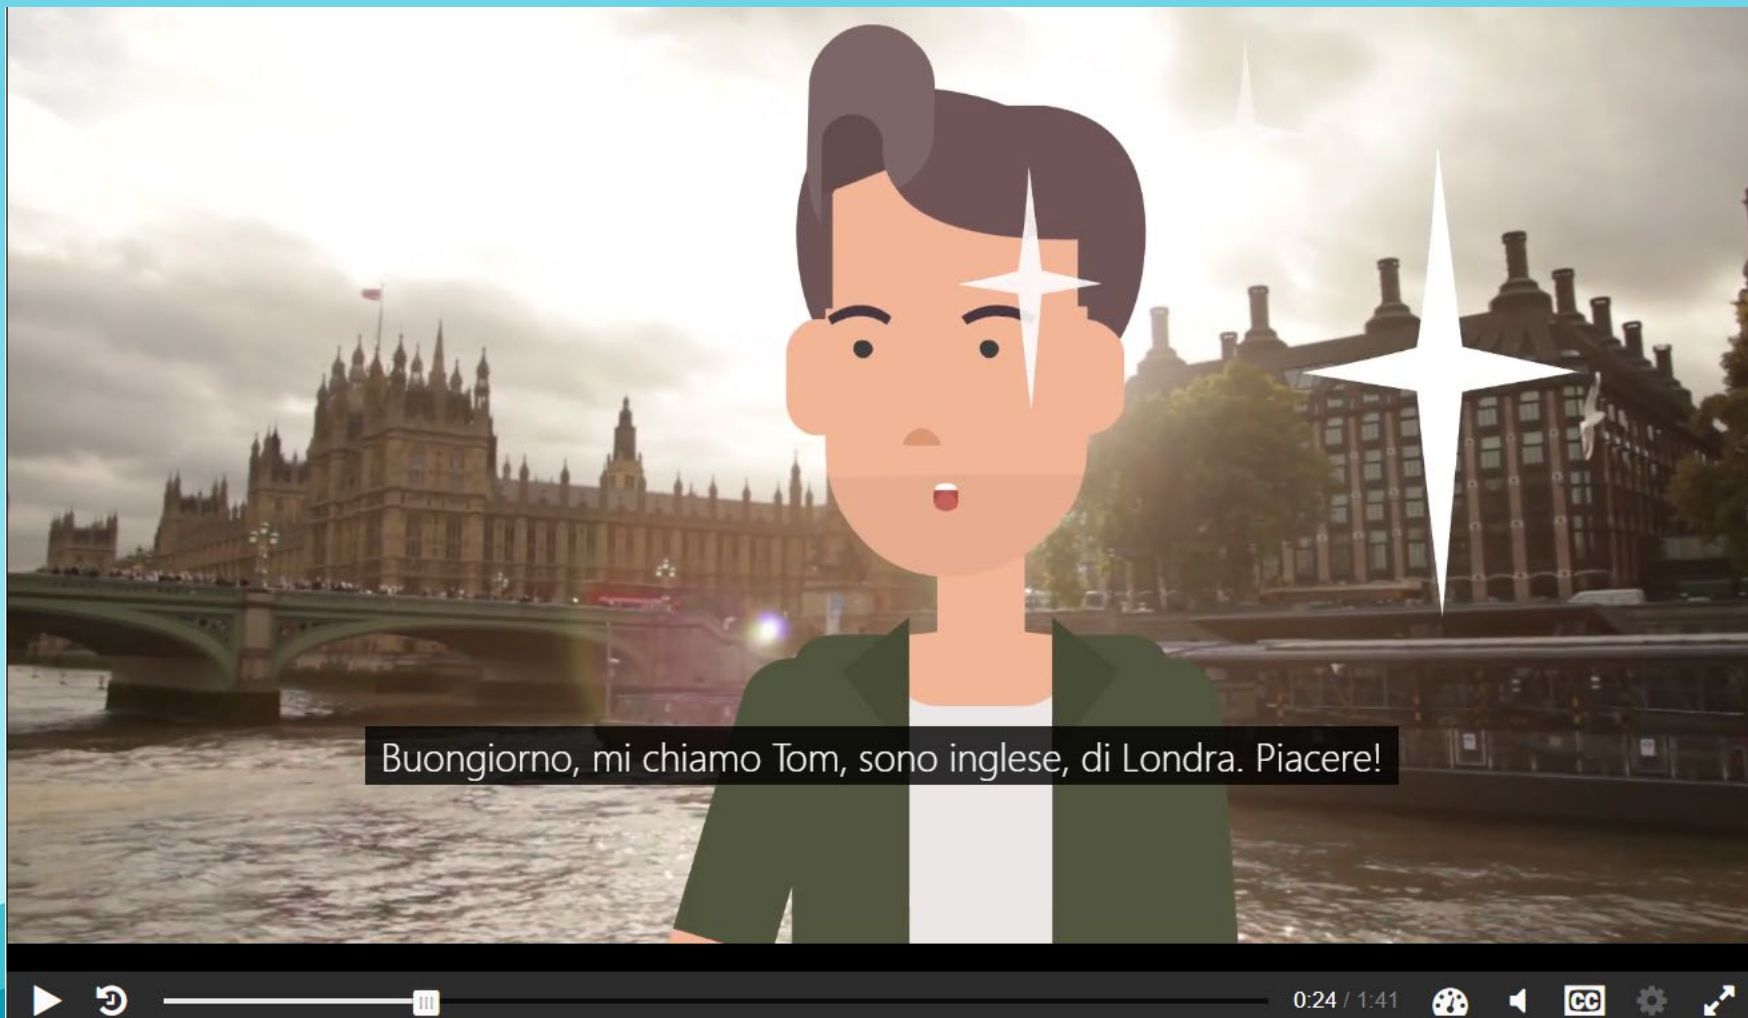 Buongiorno, mi chiamo Tom, sono inglese, di Londra. Piacere!
0:24 / 1:41
CC